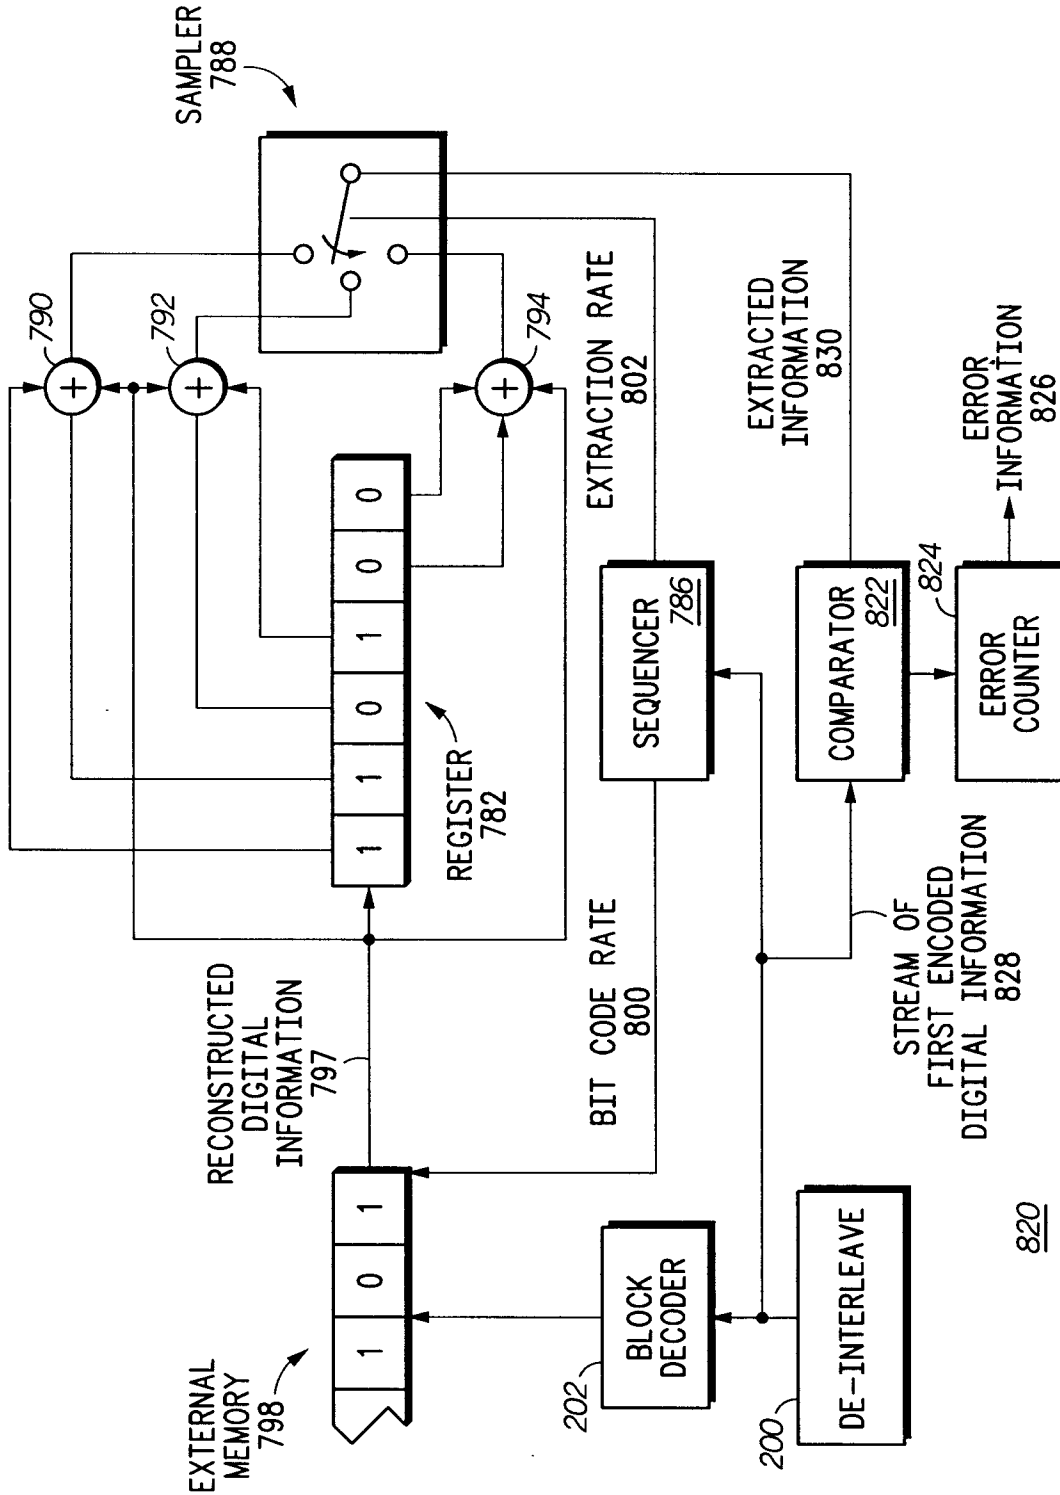 SAMPLER
788
790
792
794
1 1 0 1 0 0
REGISTER
782
RECONSTRUCTED
DIGITAL
INFORMATION
797
EXTERNAL
MEMORY
798
1 0 1
BIT CODE RATE
800
SEQUENCER
786
EXTRACTION RATE
802
202
BLOCK
DECODER
200
DE-INTERLEAVE
STREAM OF
FIRST ENCODED
DIGITAL INFORMATION
828
COMPARATOR
822
EXTRACTED
INFORMATION
830
824
ERROR
COUNTER
ERROR
INFORMATION
826
820